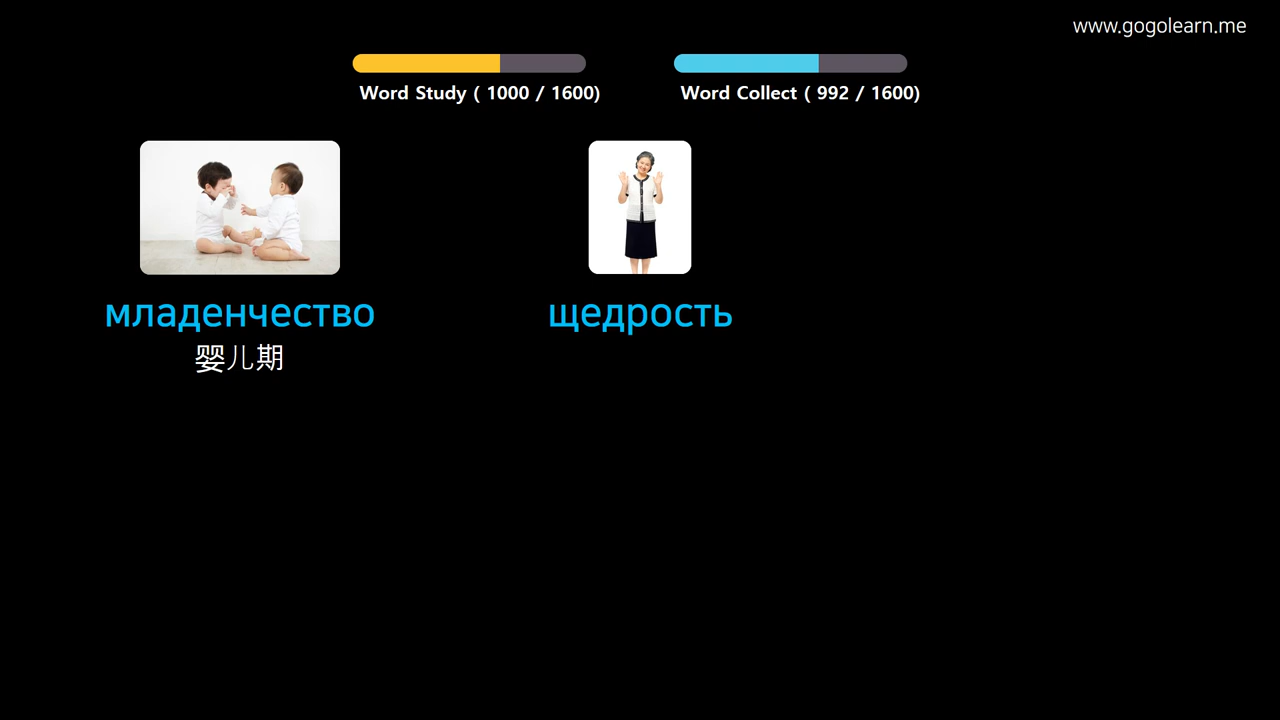 www.gogolearn.me
Word Study ( 1000 / 1600)
Word Collect ( 992 / 1600)
младенчество
婴儿期
щедрость